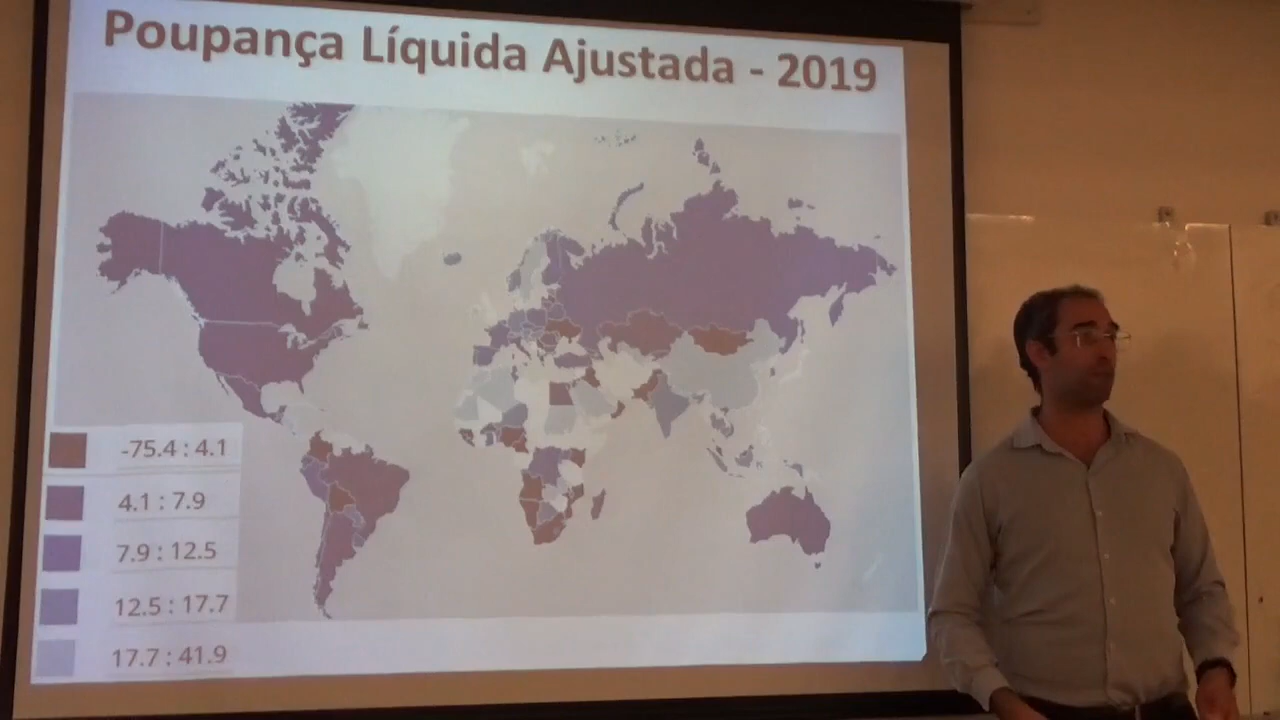 Poupança Líquida Ajustada - 2019
-75.4 : 4.1
4.1 : 7.9
7.9 : 12.5
12.5 : 17.7
17.7 : 41.9